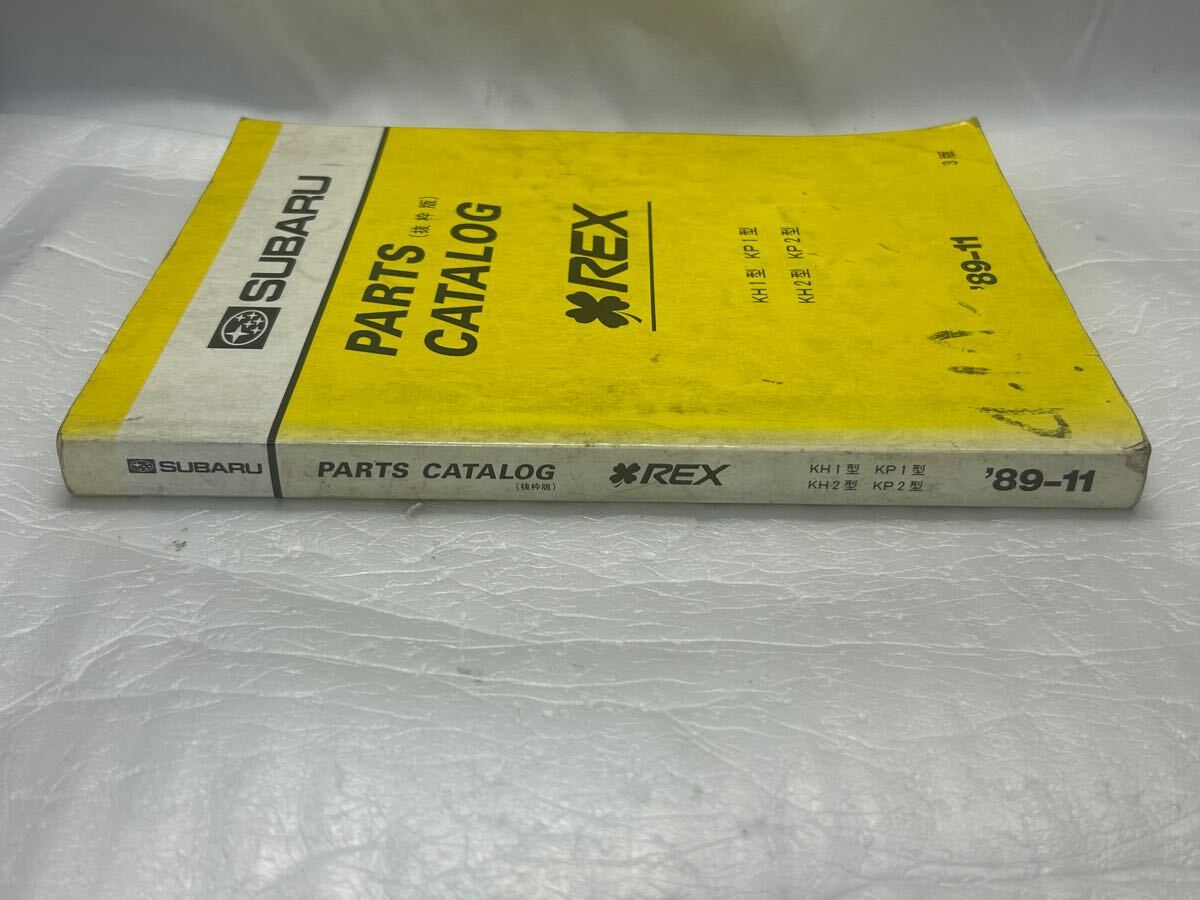 SUBARU
PARTS
(抜粋版)
CATALOG
REX
KH1型 KP1型
KH2型 KP2型
3版
'89-11
SUBARU
PARTS CATALOG
(抜粋版)
REX
KH1型 KP1型
KH2型 KP2型
'89-11